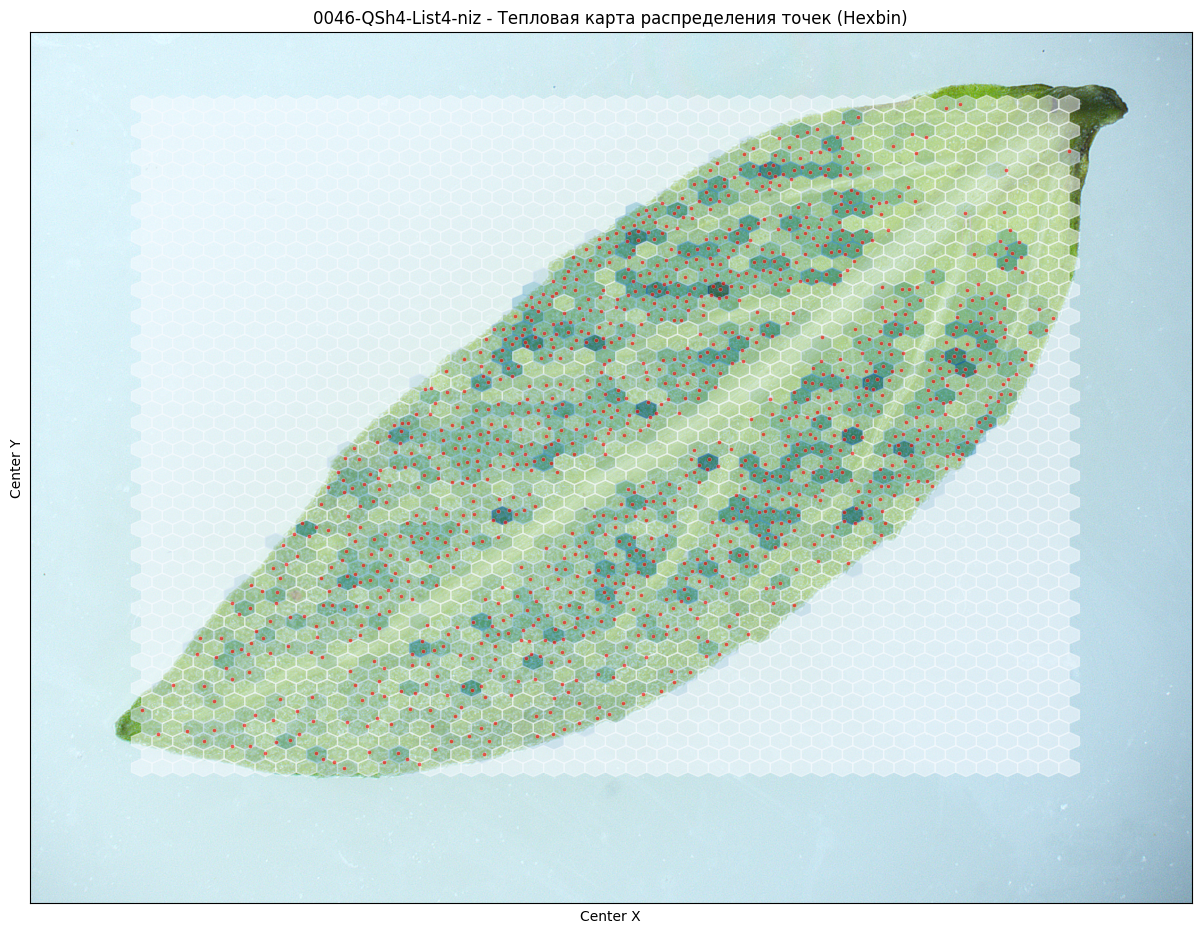 0046-QSh4-List4-niz - Тепловая карта распределения точек (Hexbin)
Center Y
Center X